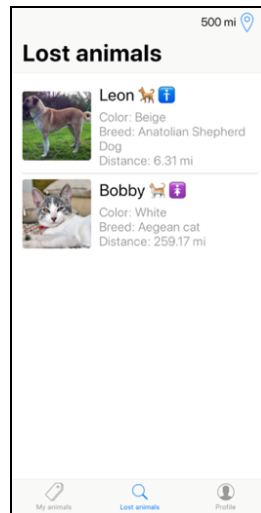 500 mi
Lost animals
Leon 🐕 🚹
Color: Beige
Breed: Anatolian Shepherd
Dog
Distance: 6.31 mi
Bobby 🐈 🚺
Color: White
Breed: Aegean cat
Distance: 259.17 mi
My animals
Lost animals
Profile